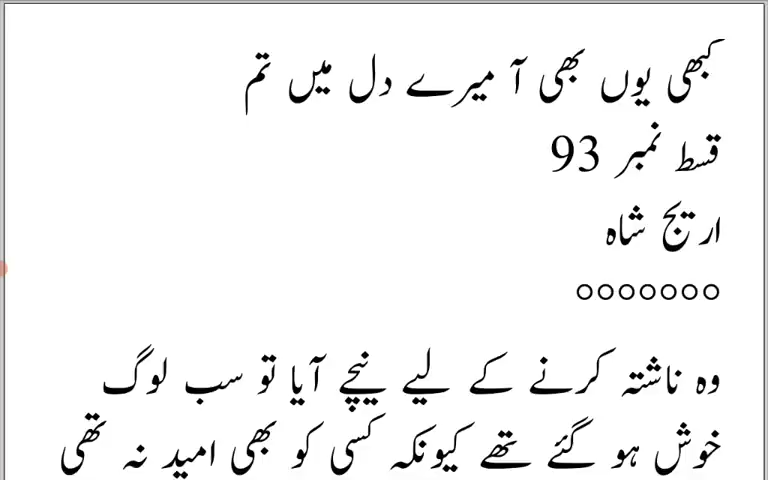 کبھی یوں بھی آ میرے دل میں تم
قسط نمبر 93
اریج شاہ
○○○○○○○
وہ ناشتہ کرنے کے لیے نیچے آیا تو سب لوگ
خوش ہو گئے تھے کیونکہ کسی کو بھی امید نہ تھی